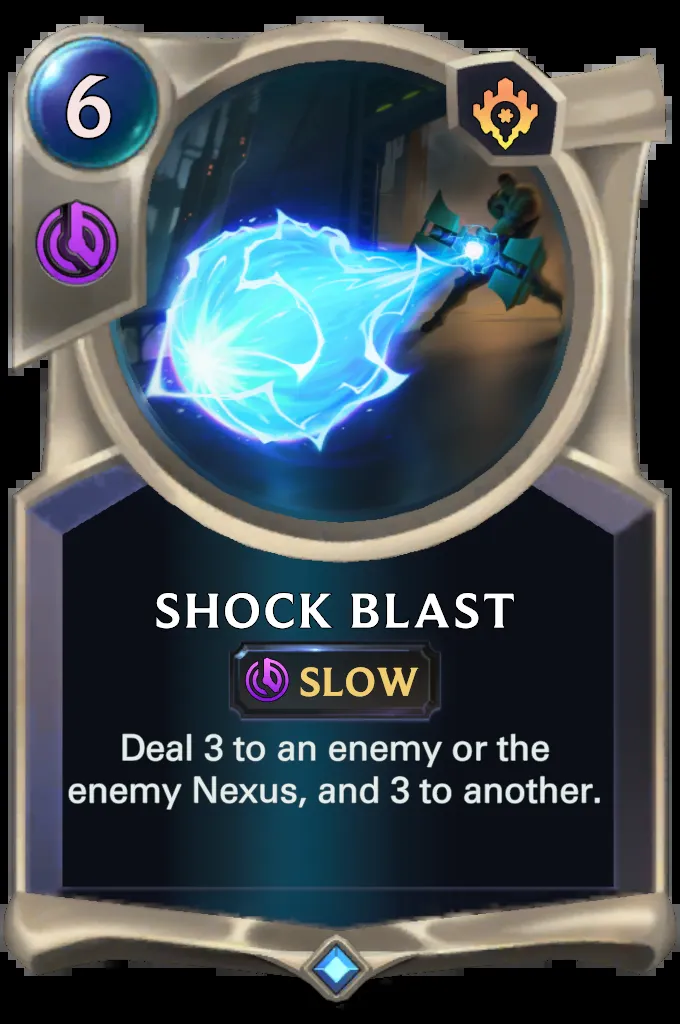 6
SHOCK BLAST
SLOW
Deal 3 to an enemy or the
enemy Nexus, and 3 to another.